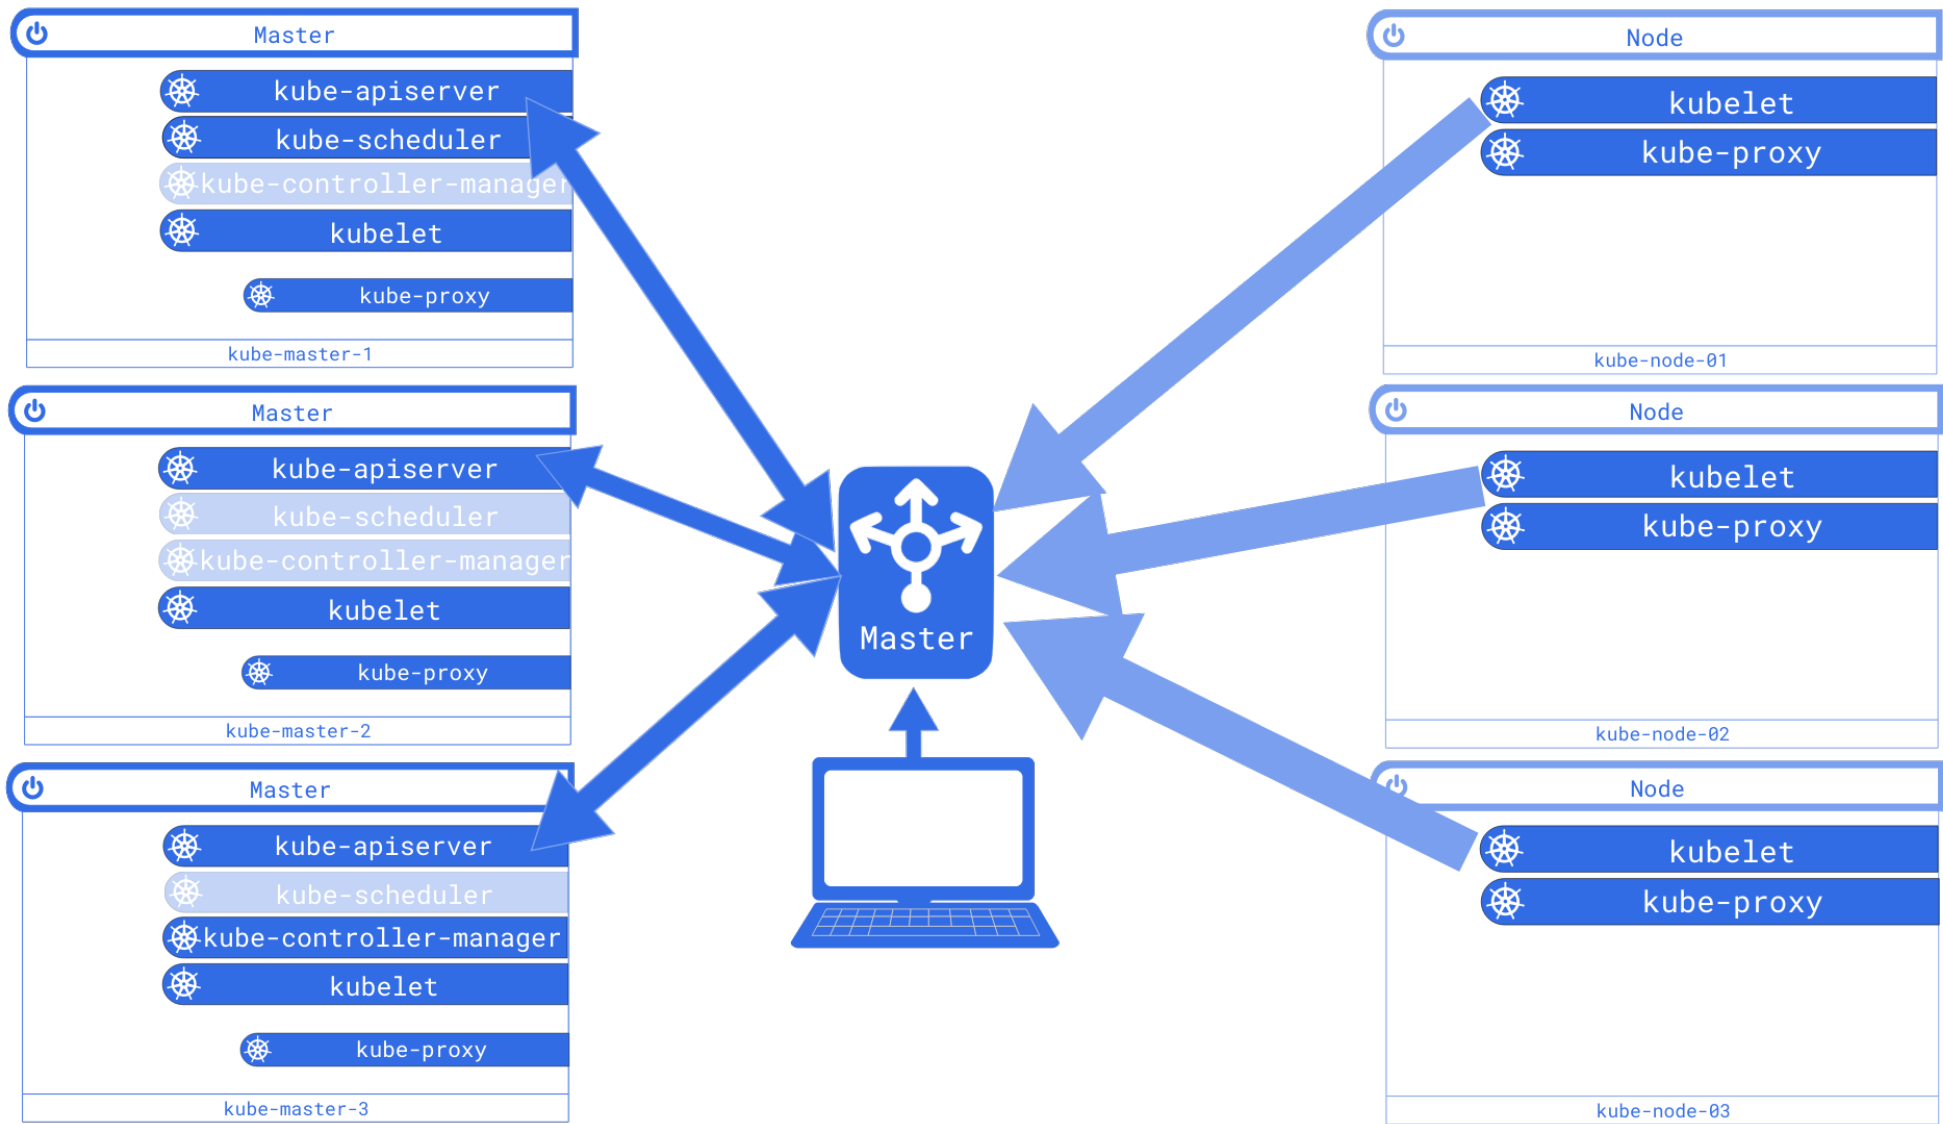 Master
kube-apiserver
kube-scheduler
kube-controller-manager
kubelet
kube-proxy
kube-master-1
Master
kube-apiserver
kube-scheduler
kube-controller-manager
kubelet
kube-proxy
kube-master-2
Master
kube-apiserver
kube-scheduler
kube-controller-manager
kubelet
kube-proxy
kube-master-3
Master
Node
kubelet
kube-proxy
kube-node-01
Node
kubelet
kube-proxy
kube-node-02
Node
kubelet
kube-proxy
kube-node-03